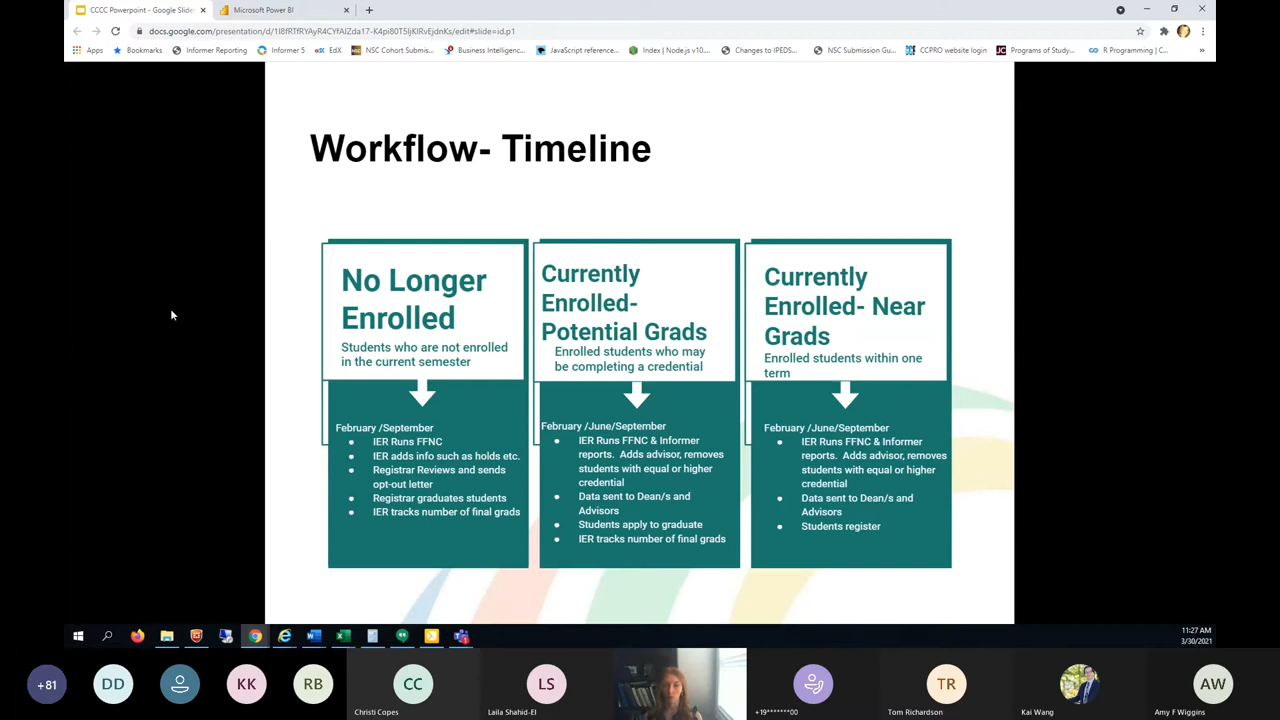 CCCC Powerpoint - Google Slide
Microsoft Power BI
Apps
Bookmarks
Informer Reporting
Informer 5
EdX
NSC Cohort Submis...
Business Intelligenc...
JavaScript reference...
Index | Node.js v10....
Changes to IPEDS...
NSC Submission Gu...
CCPRO website login
Programs of Study...
R Programming | C...
Workflow- Timeline
No Longer
Enrolled
Students who are not enrolled
in the current semester
February /September
IER Runs FFNC
IER adds info such as holds etc.
Registrar Reviews and sends
opt-out letter
Registrar graduates students
IER tracks number of final grads
Currently
Enrolled-
Potential Grads
Enrolled students who may
be completing a credential
February /June/September
IER Runs FFNC & Informer
reports. Adds advisor, removes
students with equal or higher
credential
Data sent to Dean/s and
Advisors
Students apply to graduate
IER tracks number of final grads
Currently
Enrolled- Near
Grads
Enrolled students within one
term
February /June/September
IER Runs FFNC & Informer
reports. Adds advisor, removes
students with equal or higher
credential
Data sent to Dean/s and
Advisors
Students register
11:27 AM
3/30/2021
+81
DD
KK
RB
CC
Christi Copes
LS
Laila Shahid-El
+19*******00
TR
Tom Richardson
Kai Wang
AW
Amy F Wiggins